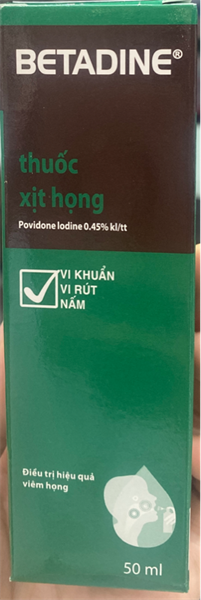 BETADINE®
thuốc
xịt họng
Povidone Iodine 0.45% kl/tt
VI KHUẨN
VI RÚT
NẤM
Điều trị hiệu quả
viêm họng
50 ml